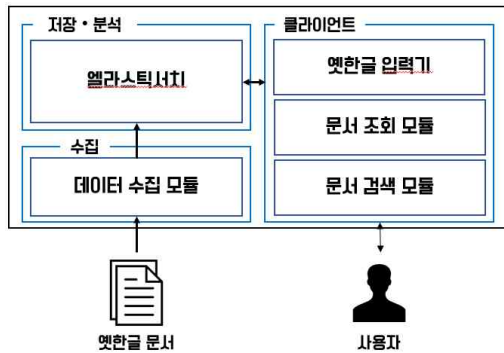 저장·분석
엘라스틱서치
수집
데이터 수집 모듈
클라이언트
옛한글 입력기
문서 조회 모듈
문서 검색 모듈
옛한글 문서
사용자